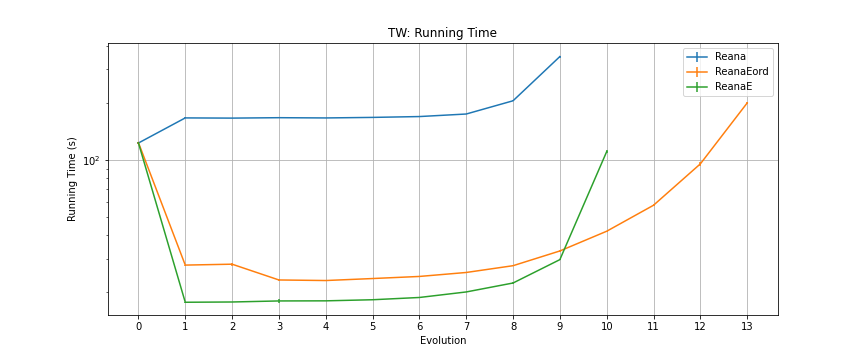 TW: Running Time
Reana
ReanaEord
ReanaE
Running Time (s)
10²
0 1 2 3 4 5 6 7 8 9 10 11 12 13
Evolution